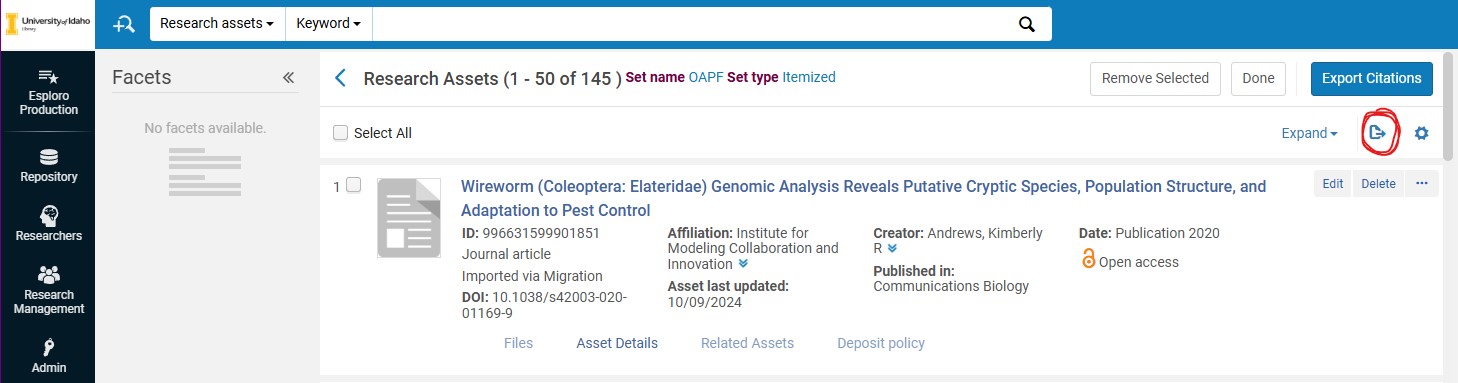 University of Idaho
Library
Research assets
Keyword
Esploro
Production
Repository
Researchers
Research
Management
Admin
Facets
No facets available.
Research Assets (1 - 50 of 145 ) Set name OAPF Set type Itemized
Remove Selected
Done
Export Citations
Select All
Expand
1
Wireworm (Coleoptera: Elateridae) Genomic Analysis Reveals Putative Cryptic Species, Population Structure, and
Adaptation to Pest Control
Edit
Delete
...
ID: 996631599901851
Journal article
Imported via Migration
DOI: 10.1038/s42003-020-
01169-9
Affiliation: Institute for
Modeling Collaboration and
Innovation
Asset last updated:
10/09/2024
Creator: Andrews, Kimberly
R
Published in:
Communications Biology
Date: Publication 2020
Open access
Files
Asset Details
Related Assets
Deposit policy